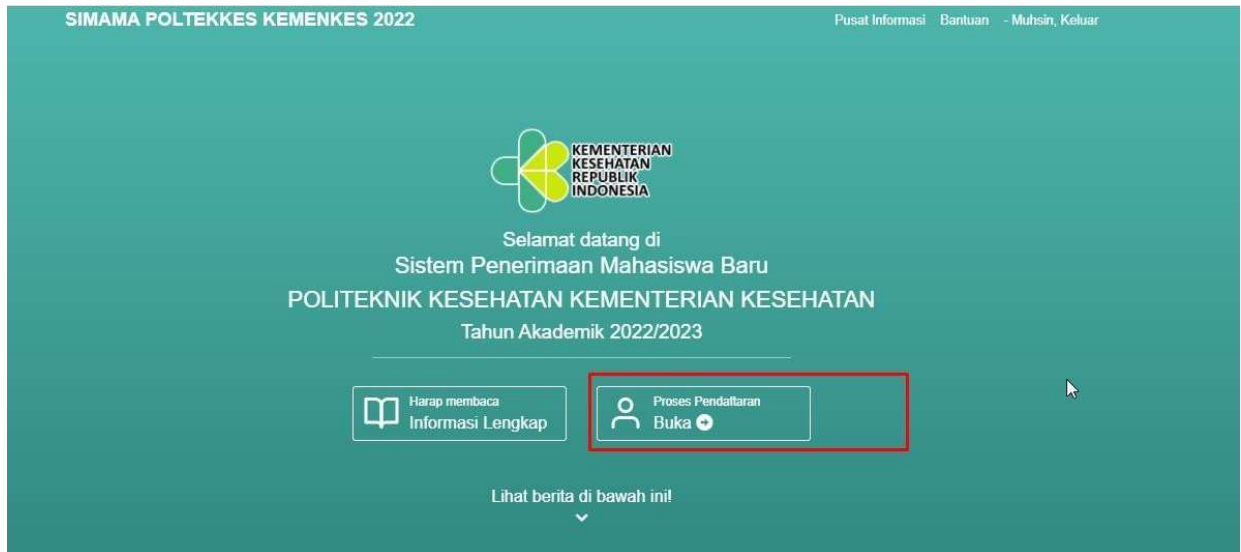 SIMAMA POLTEKKES KEMENKES 2022
Pusat Informasi Bantuan - Muhsin, Keluar
KEMENTERIAN
KESEHATAN
REPUBLIK
INDONESIA
Selamat datang di
Sistem Penerimaan Mahasiswa Baru
POLITEKNIK KESEHATAN KEMENTERIAN KESEHATAN
Tahun Akademik 2022/2023
Harap membaca
Informasi Lengkap
Proses Pendaftaran
Buka
Lihat berita di bawah ini!